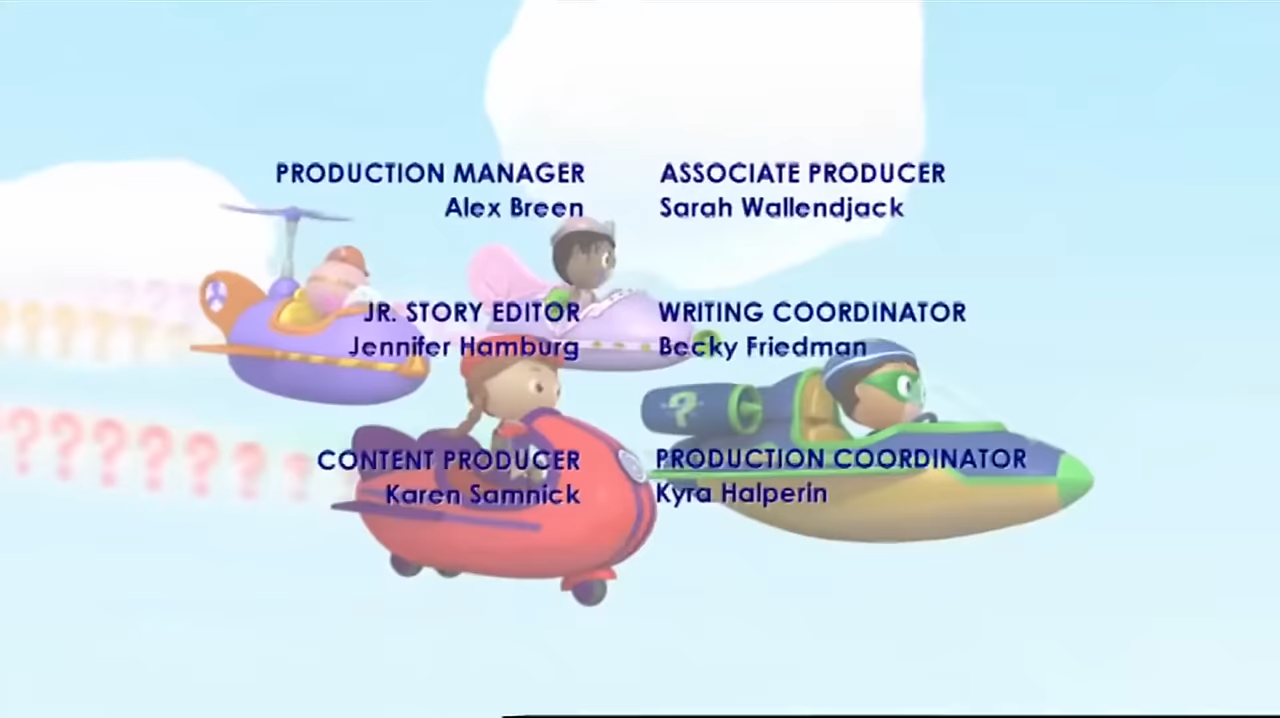 PRODUCTION MANAGER
Alex Breen
ASSOCIATE PRODUCER
Sarah Wallendjack
JR. STORY EDITOR
Jennifer Hamburg
WRITING COORDINATOR
Becky Friedman
CONTENT PRODUCER
Karen Samnick
PRODUCTION COORDINATOR
Kyra Halperin
?
???????